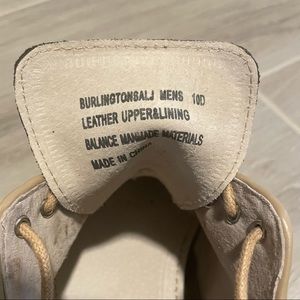 BURLINGTONSALJ MENS 10D
LEATHER UPPER&LINING
BALANCE MANMADE MATERIALS
MADE IN CHINA